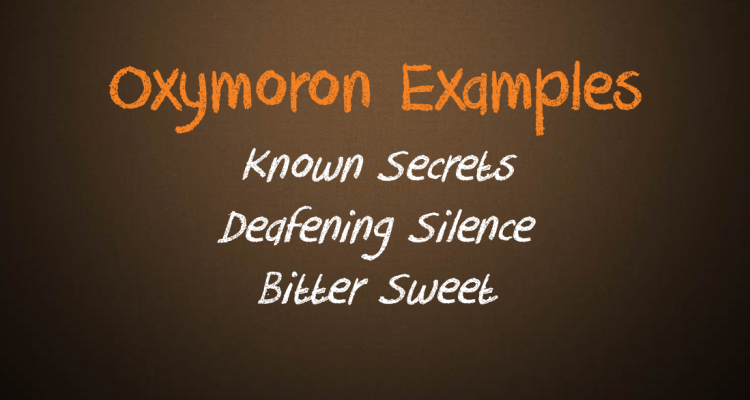 Oxymoron Examples
Known Secrets
Deafening Silence
Bitter Sweet